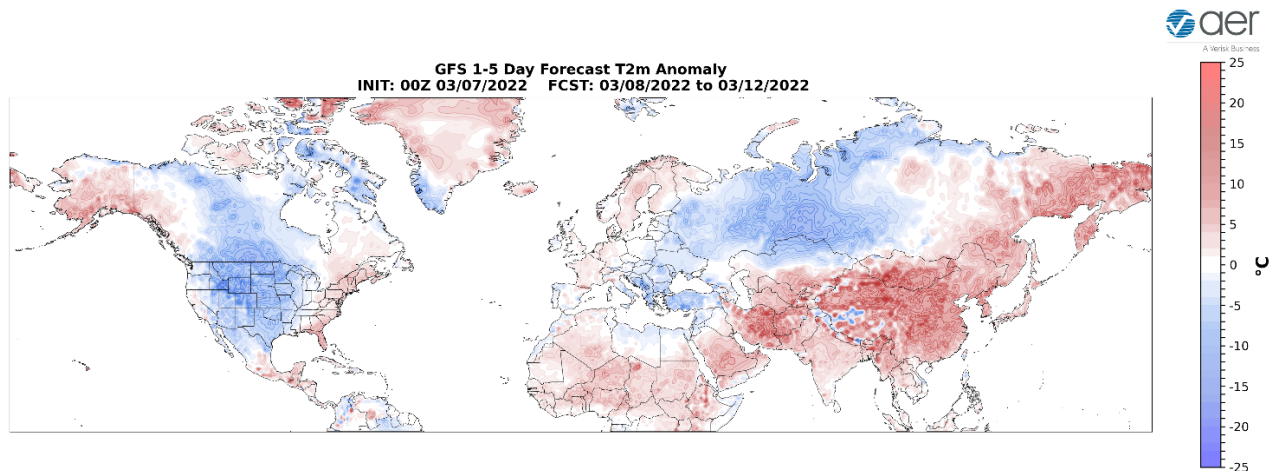 aer
A Verisk Business
GFS 1-5 Day Forecast T2m Anomaly
INIT: 00Z 03/07/2022 FCST: 03/08/2022 to 03/12/2022
25
20
15
10
5
0
-5
-10
-15
-20
-25
°C